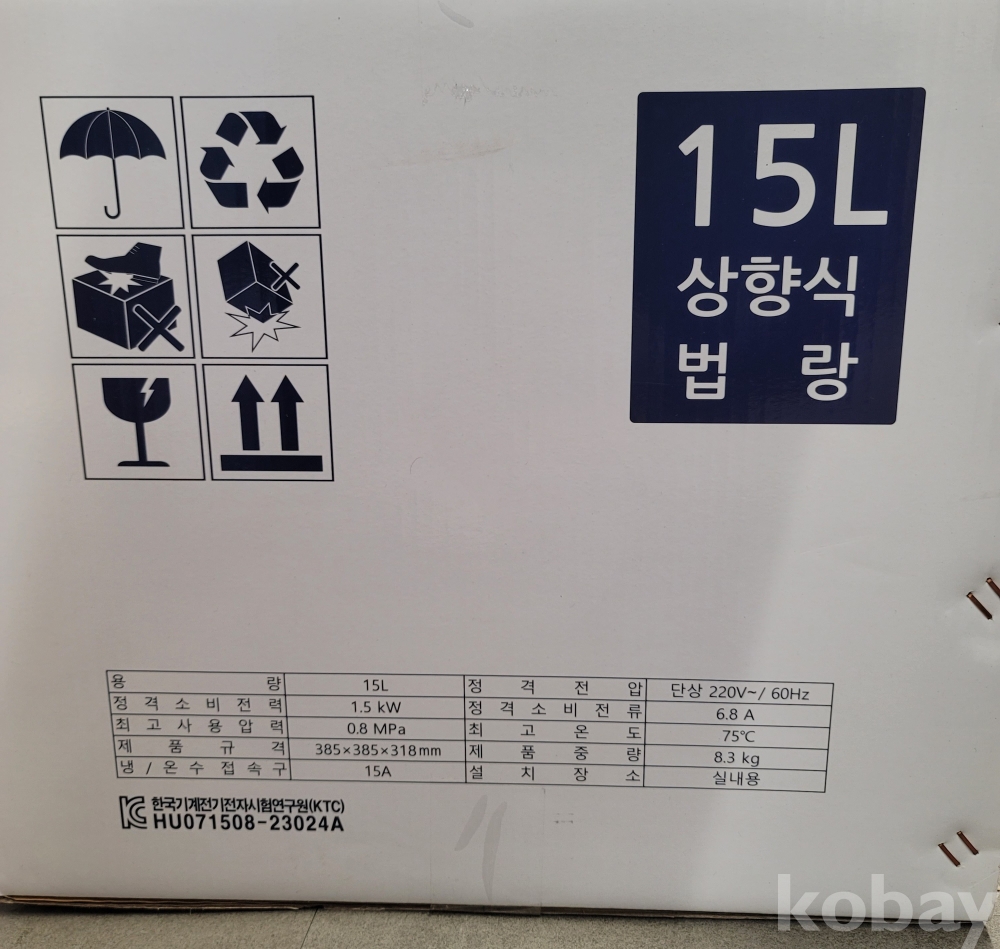 15L
상향식
법 랑
용 량 15L 정 격 전 압 단상 220V~/ 60Hz
정 격 소 비 전 력 1.5 kW 정 격 소 비 전 류 6.8 A
최 고 사 용 압 력 0.8 MPa 최 고 온 도 75℃
제 품 규 격 385×385×318mm 제 품 중 량 8.3 kg
냉 / 온 수 접 속 구 15A 설 치 장 소 실내용
한국기계전기전자시험연구원(KTC)
HU071508-23024A
kobay